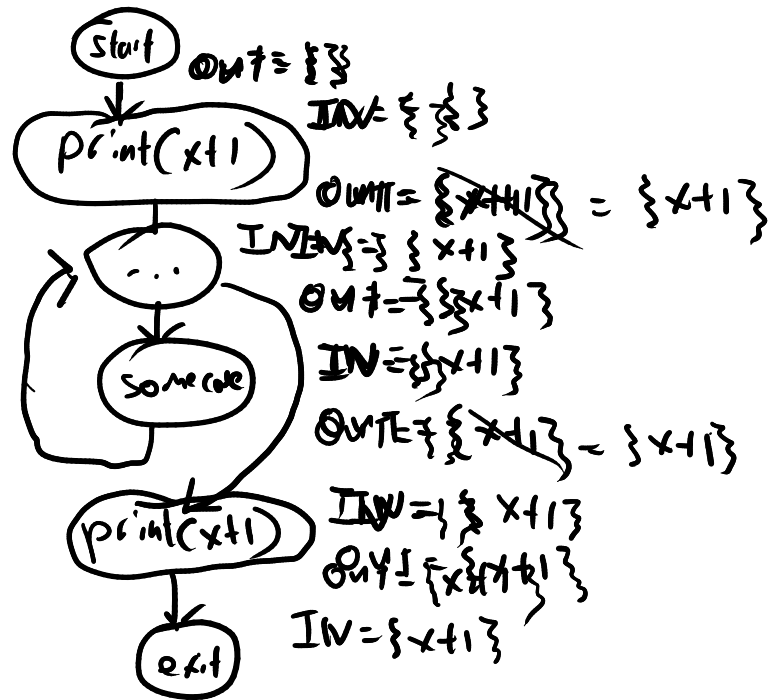 start
Out = { }
IN = { }
print(x+1)
OUT = {x+1} = {x+1}
IN = {x+1}
...
Out = {x+1}
IN = {x+1}
some code
OUT = {x+1} = {x+1}
IN = {x+1}
print(x+1)
Out = {x+1}
IN = {x+1}
exit